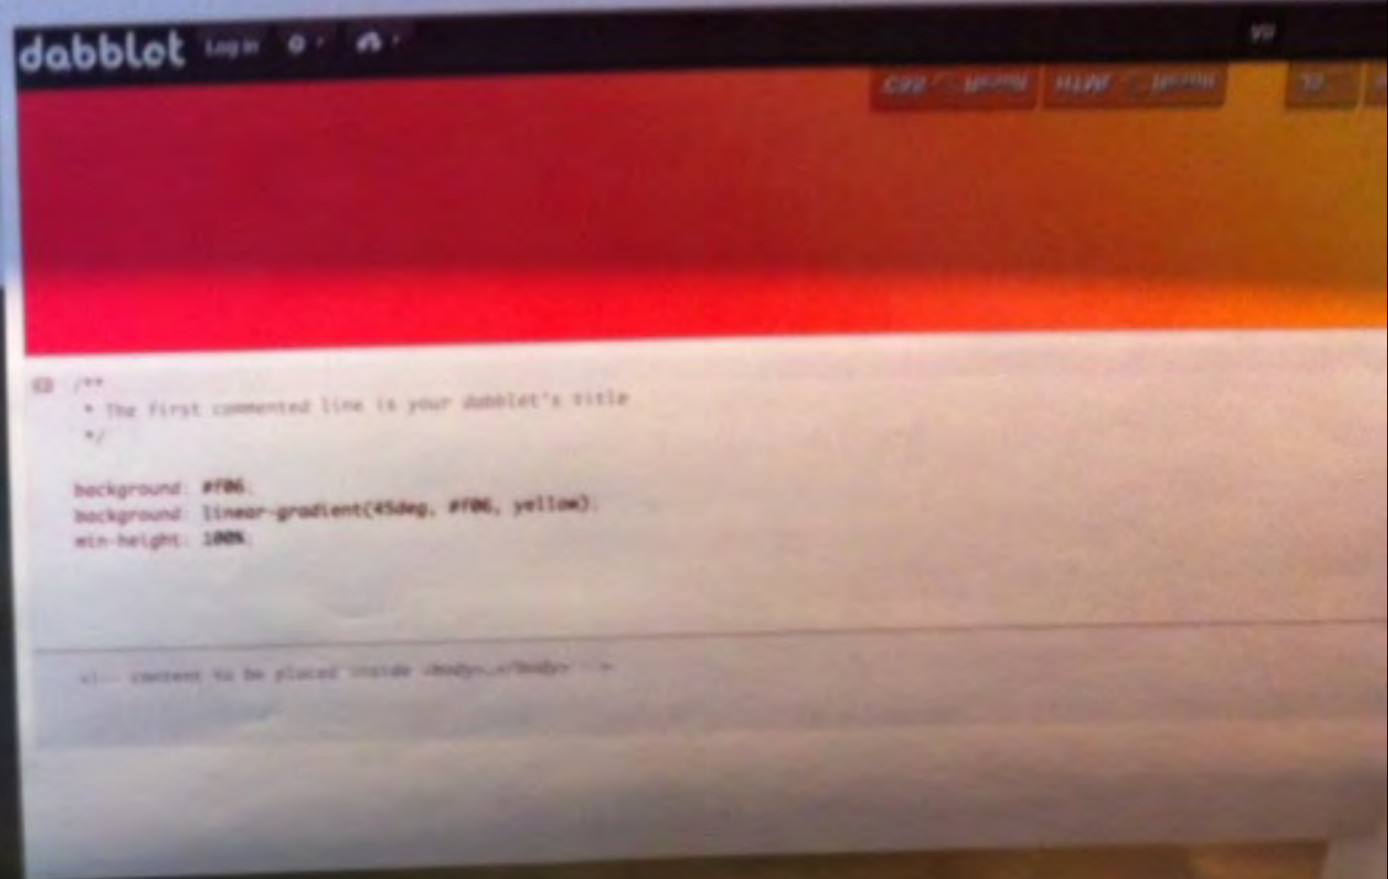 dabblet Log in
All
/**
* The first commented line is your dabblet's title
*/
background: #f06;
background: linear-gradient(45deg, #f06, yellow);
min-height: 100%;
<!-- content to be placed inside <body>…</body> -->